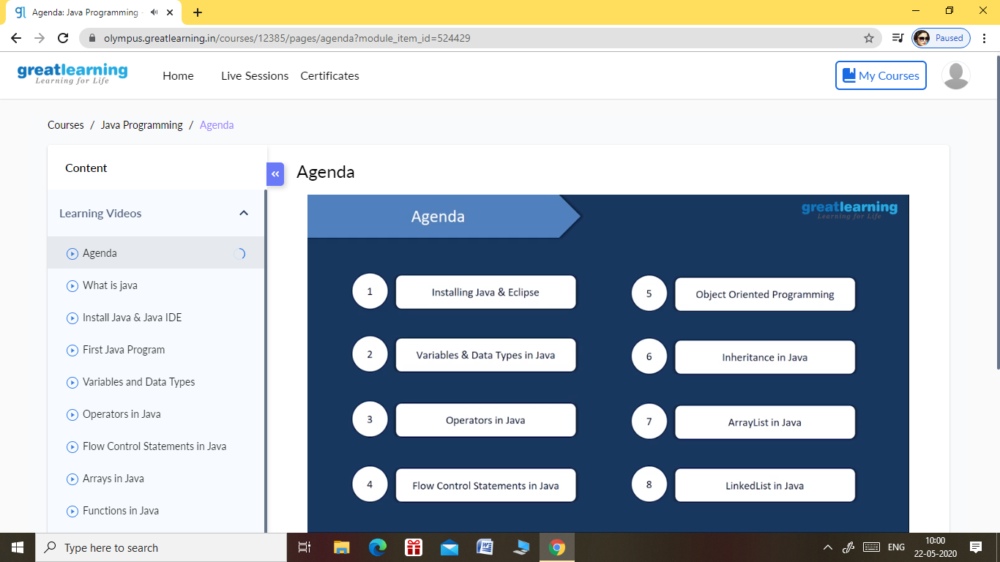 Agenda: Java Programming -
olympus.greatlearning.in/courses/12385/pages/agenda?module_item_id=524429
Paused
greatlearning
Learning for Life
Home
Live Sessions
Certificates
My Courses
Courses / Java Programming / Agenda
Content
Learning Videos
Agenda
What is java
Install Java & Java IDE
First Java Program
Variables and Data Types
Operators in Java
Flow Control Statements in Java
Arrays in Java
Functions in Java
Agenda
Agenda
greatlearning
Learning for Life
1 Installing Java & Eclipse
2 Variables & Data Types in Java
3 Operators in Java
4 Flow Control Statements in Java
5 Object Oriented Programming
6 Inheritance in Java
7 ArrayList in Java
8 LinkedList in Java
Type here to search
ENG
10:00
22-05-2020